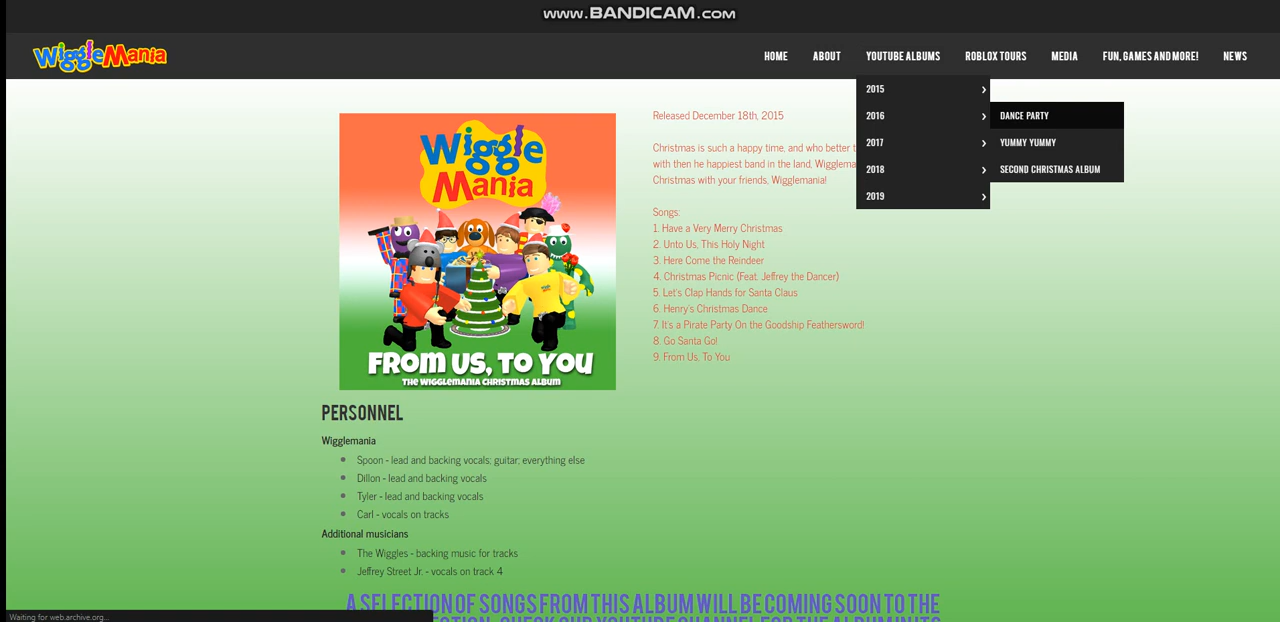 www.BANDICAM.com
WiggleMania
HOME ABOUT YOUTUBE ALBUMS ROBLOX TOURS MEDIA FUN, GAMES AND MORE! NEWS
2015 ›
2016 › DANCE PARTY
2017 › YUMMY YUMMY
2018 › SECOND CHRISTMAS ALBUM
2019 ›
Wiggle
Mania
FROM US, TO YOU
THE WIGGLEMANIA CHRISTMAS ALBUM
Released December 18th, 2015
Christmas is such a happy time, and who better t
with then he happiest band in the land, Wigglema
Christmas with your friends, Wigglemania!
Songs:
1. Have a Very Merry Christmas
2. Unto Us, This Holy Night
3. Here Come the Reindeer
4. Christmas Picnic (Feat. Jeffrey the Dancer)
5. Let's Clap Hands for Santa Claus
6. Henry's Christmas Dance
7. It's a Pirate Party On the Goodship Feathersword!
8. Go Santa Go!
9. From Us, To You
PERSONNEL
Wigglemania
Spoon - lead and backing vocals; guitar; everything else
Dillon - lead and backing vocals
Tyler - lead and backing vocals
Carl - vocals on tracks
Additional musicians
The Wiggles - backing music for tracks
Jeffrey Street Jr. - vocals on track 4
A SELECTION OF SONGS FROM THIS ALBUM WILL BE COMING SOON TO THE
CHECK OUR YOUTUBE CHANNEL FOR THE ALBUM IN ITS
Waiting for web.archive.org...